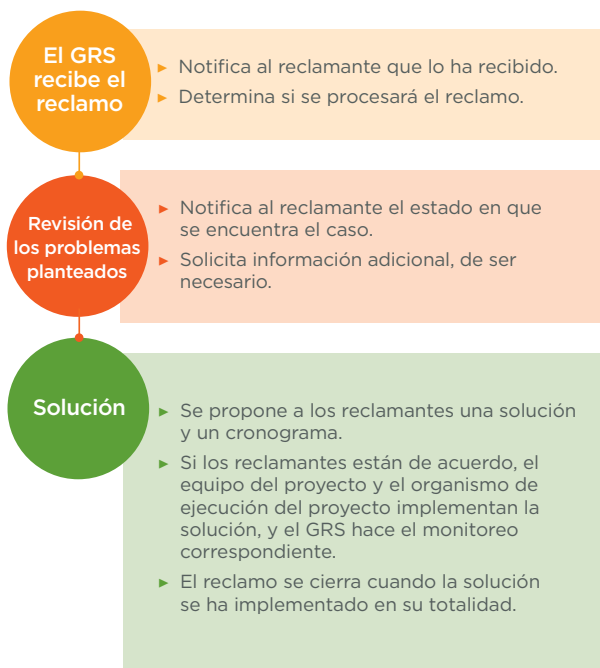 El GRS
recibe el
reclamo
► Notifica al reclamante que lo ha recibido.
► Determina si se procesará el reclamo.
Revisión de
los problemas
planteados
► Notifica al reclamante el estado en que
se encuentra el caso.
► Solicita información adicional, de ser
necesario.
Solución
► Se propone a los reclamantes una solución
y un cronograma.
► Si los reclamantes están de acuerdo, el
equipo del proyecto y el organismo de
ejecución del proyecto implementan la
solución, y el GRS hace el monitoreo
correspondiente.
► El reclamo se cierra cuando la solución
se ha implementado en su totalidad.